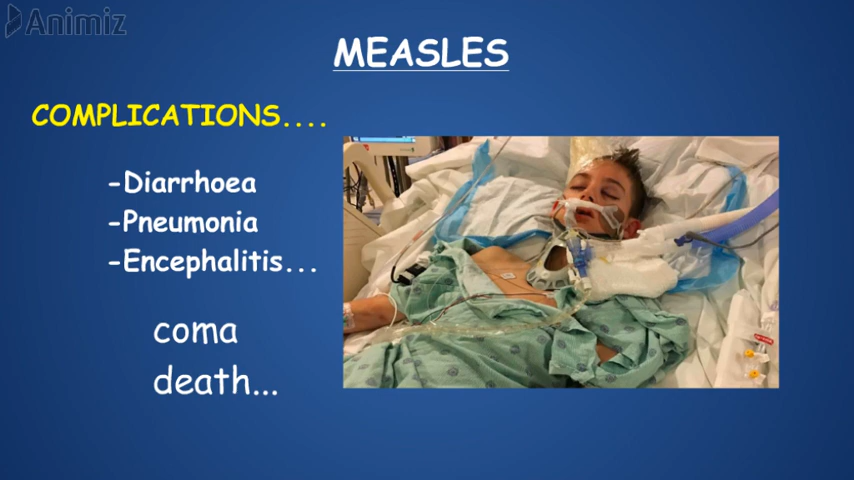 Animiz
MEASLES
COMPLICATIONS....
-Diarrhoea
-Pneumonia
-Encephalitis...
coma
death...